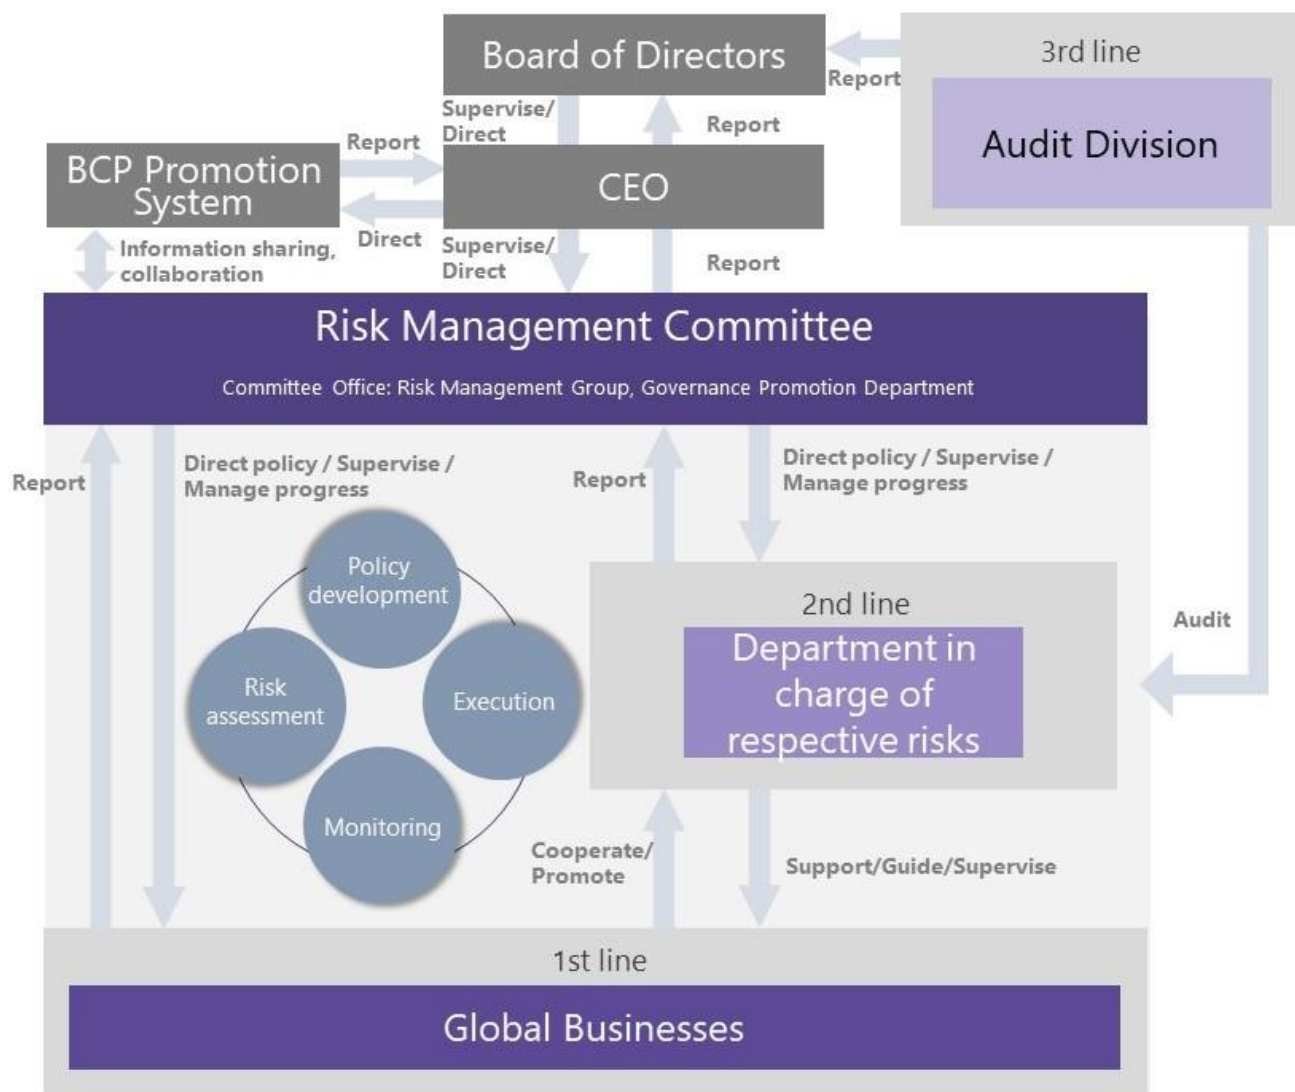 Board of Directors
3rd line
Report
Audit Division
Supervise/
Direct
Report
Report
BCP Promotion
System
CEO
Direct
Information sharing,
collaboration
Supervise/
Direct
Report
Risk Management Committee
Committee Office: Risk Management Group, Governance Promotion Department
Report
Direct policy / Supervise /
Manage progress
Report
Direct policy / Supervise /
Manage progress
Policy
development
Risk
assessment
Execution
Monitoring
2nd line
Department in
charge of
respective risks
Audit
Cooperate/
Promote
Support/Guide/Supervise
1st line
Global Businesses